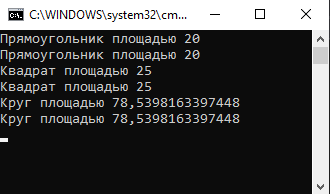 C:\WINDOWS\system32\cm...
Прямоугольник площадью 20
Прямоугольник площадью 20
Квадрат площадью 25
Квадрат площадью 25
Круг площадью 78,5398163397448
Круг площадью 78,5398163397448